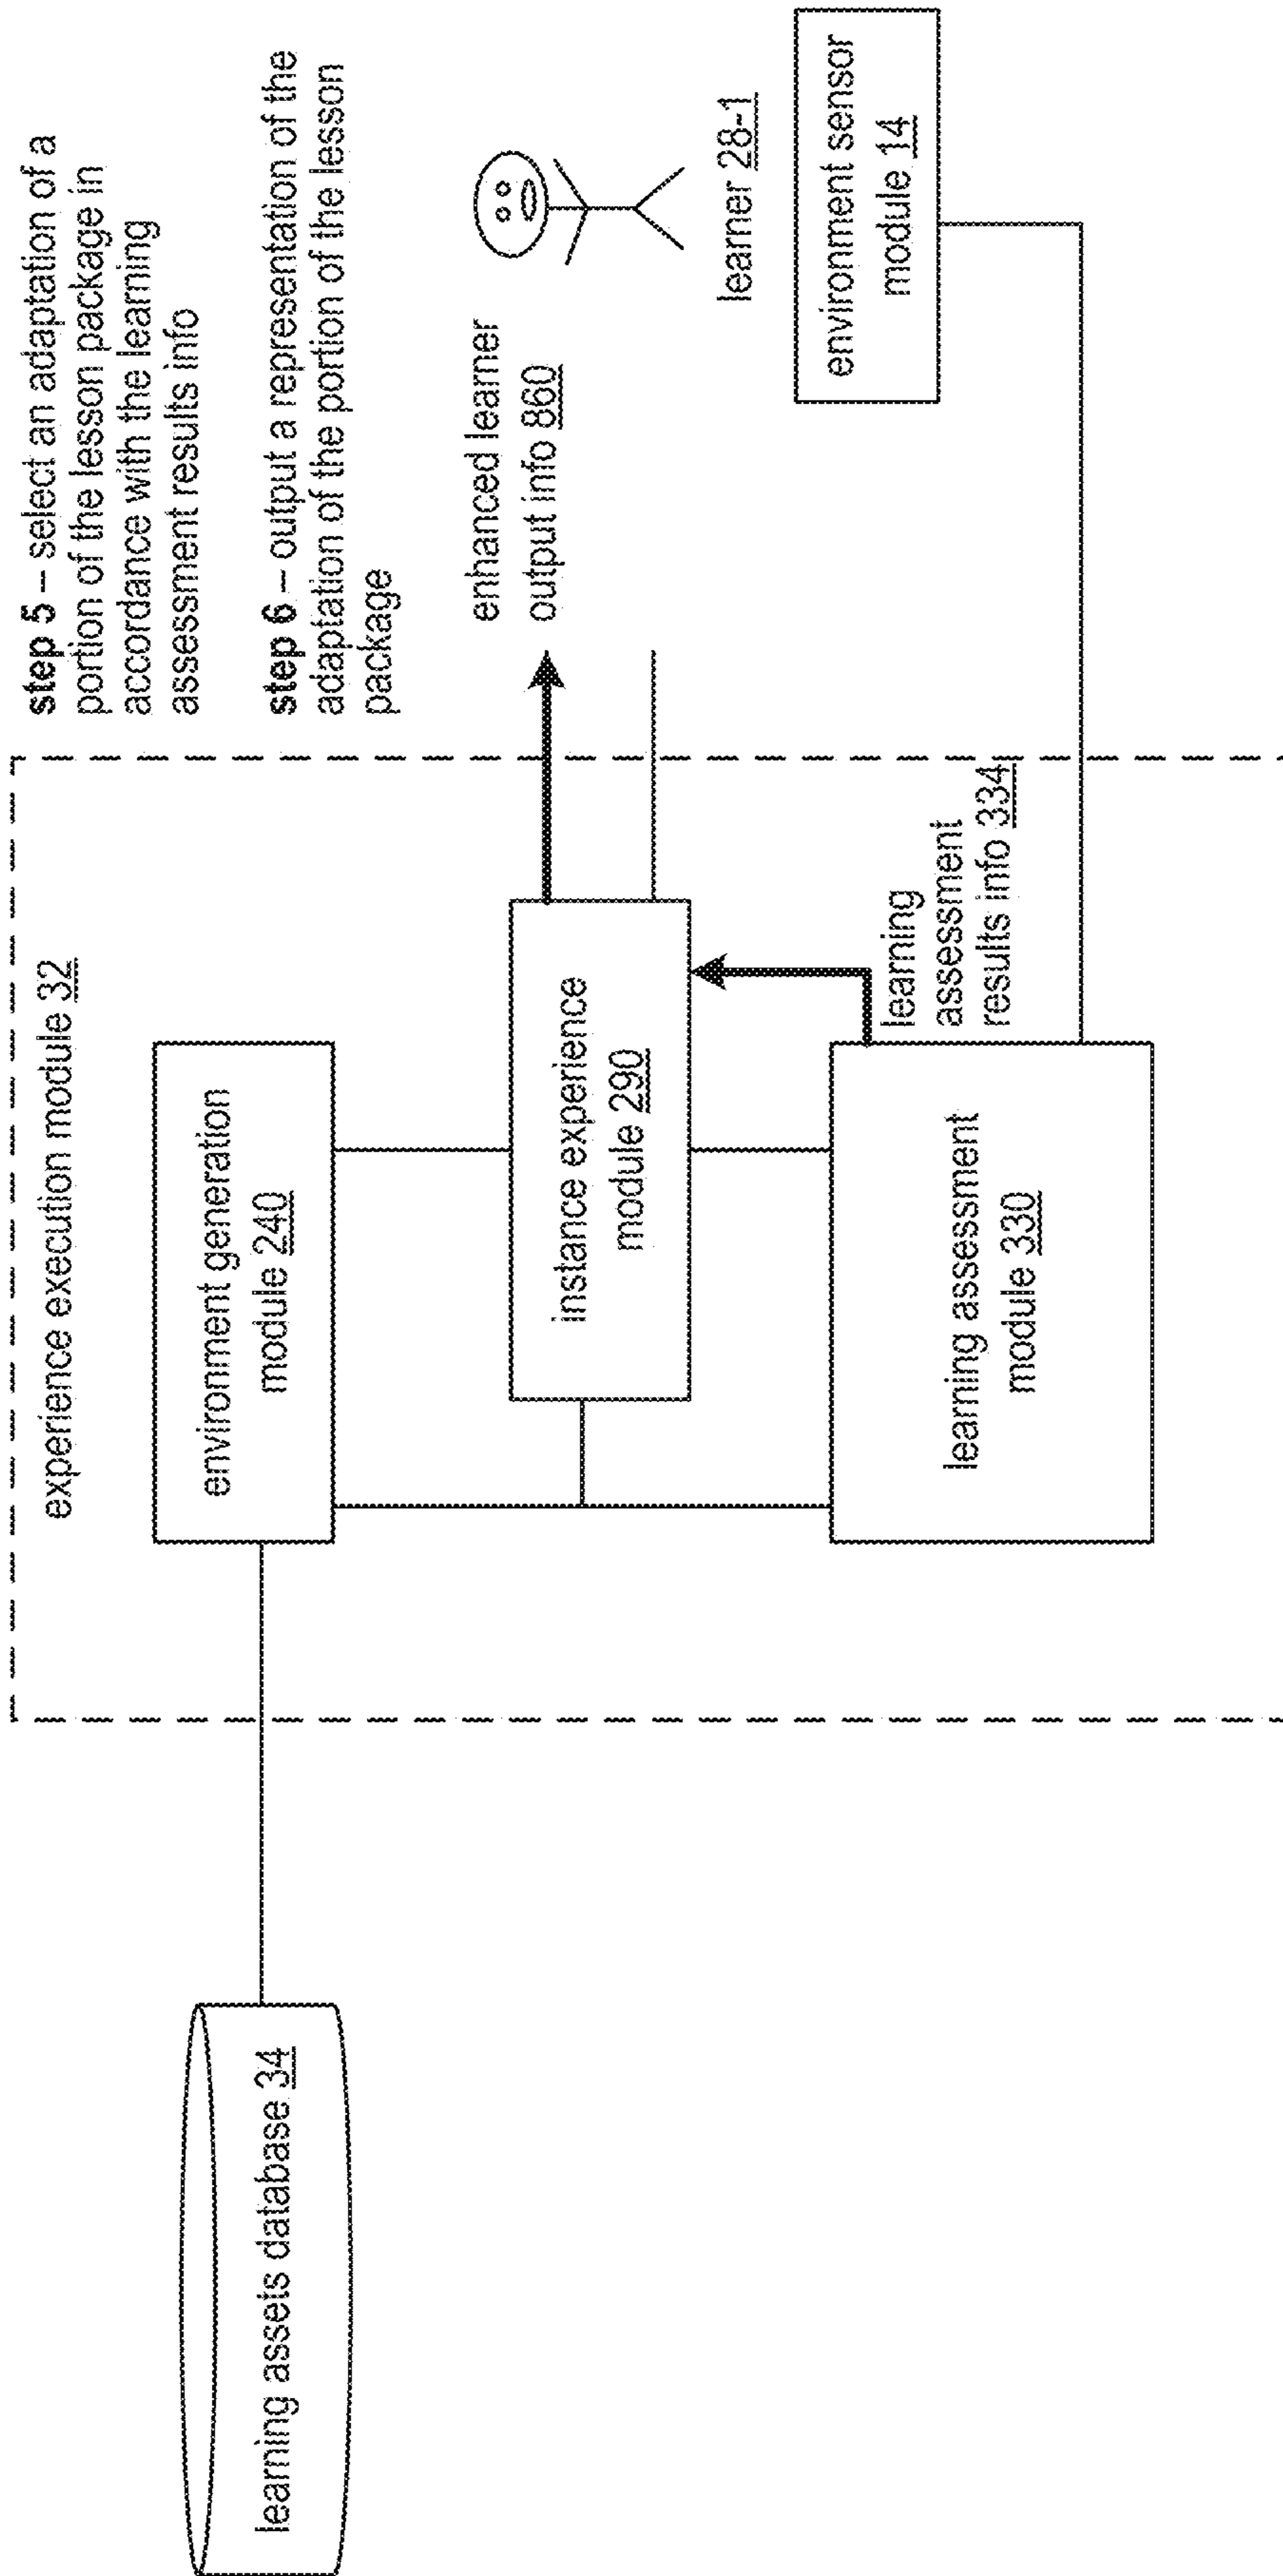 step 5 – select an adaptation of a
portion of the lesson package in
accordance with the learning
assessment results info
step 6 – output a representation of the
adaptation of the portion of the lesson
package
experience execution module 32
learning assets database 34
environment generation
module 240
instance experience
module 290
enhanced learner
output info 860
learner 28-1
learning assessment
module 330
learning
assessment
results info 334
environment sensor
module 14